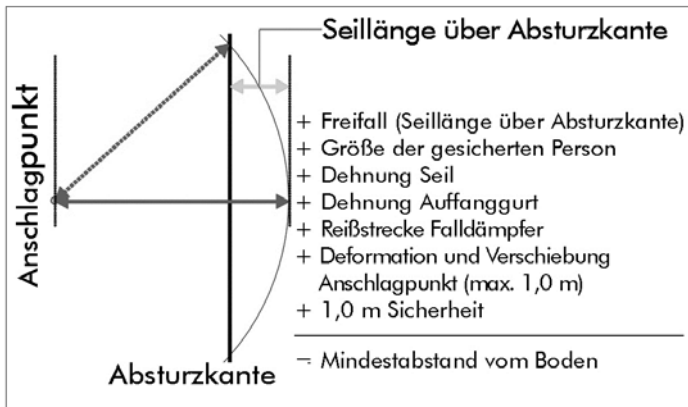 Seillänge über Absturzkante
Anschlagpunkt
+ Freifall (Seillänge über Absturzkante)
+ Größe der gesicherten Person
+ Dehnung Seil
+ Dehnung Auffanggurt
+ Reißstrecke Falldämpfer
+ Deformation und Verschiebung
Anschlagpunkt (max. 1,0 m)
+ 1,0 m Sicherheit
= Mindestabstand vom Boden
Absturzkante